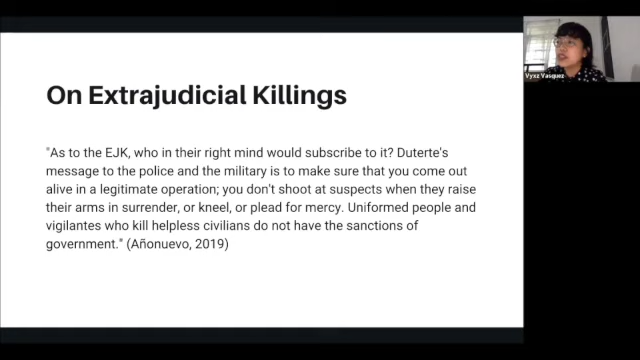 On Extrajudicial Killings
"As to the EJK, who in their right mind would subscribe to it? Duterte's
message to the police and the military is to make sure that you come out
alive in a legitimate operation; you don't shoot at suspects when they raise
their arms in surrender, or kneel, or plead for mercy. Uniformed people and
vigilantes who kill helpless civilians do not have the sanctions of
government." (Añonuevo, 2019)
Vyxz Vasquez